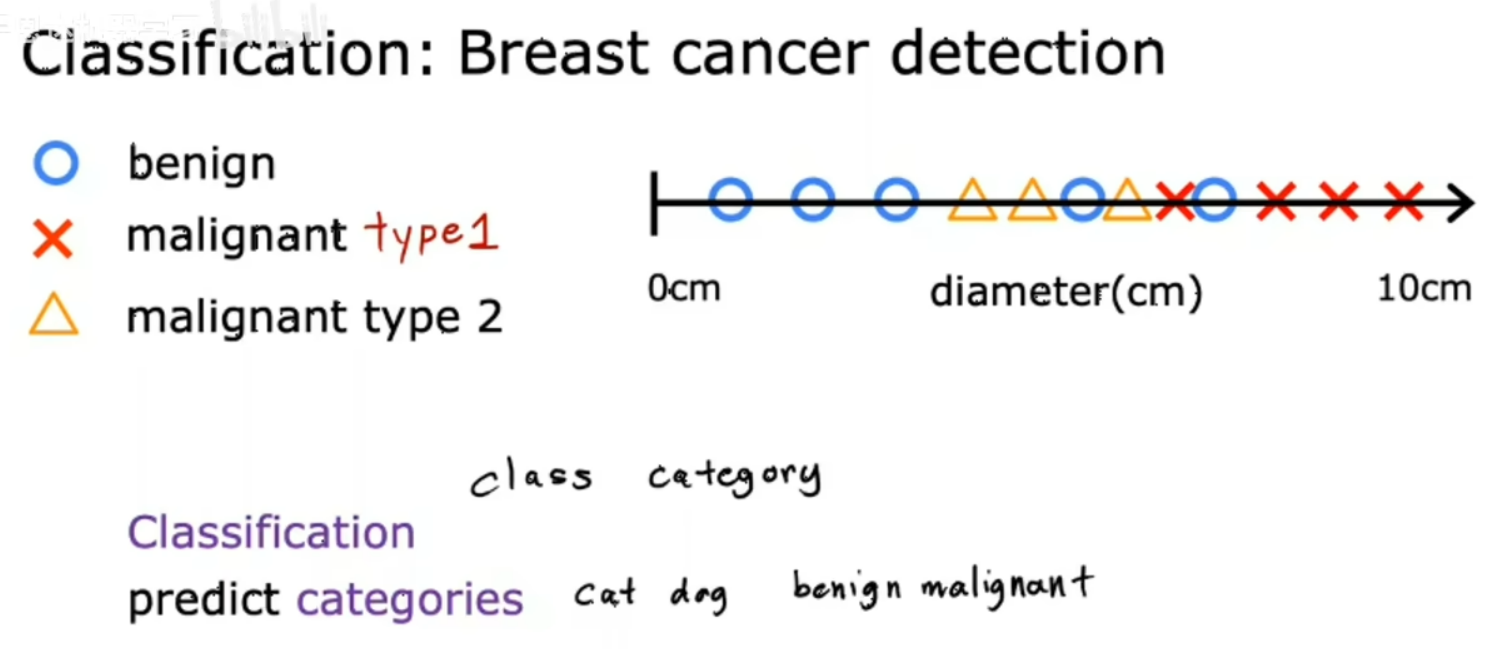 Classification: Breast cancer detection
benign
malignant type1
malignant type 2
0cm diameter(cm) 10cm
class category
Classification
predict categories cat dog benign malignant